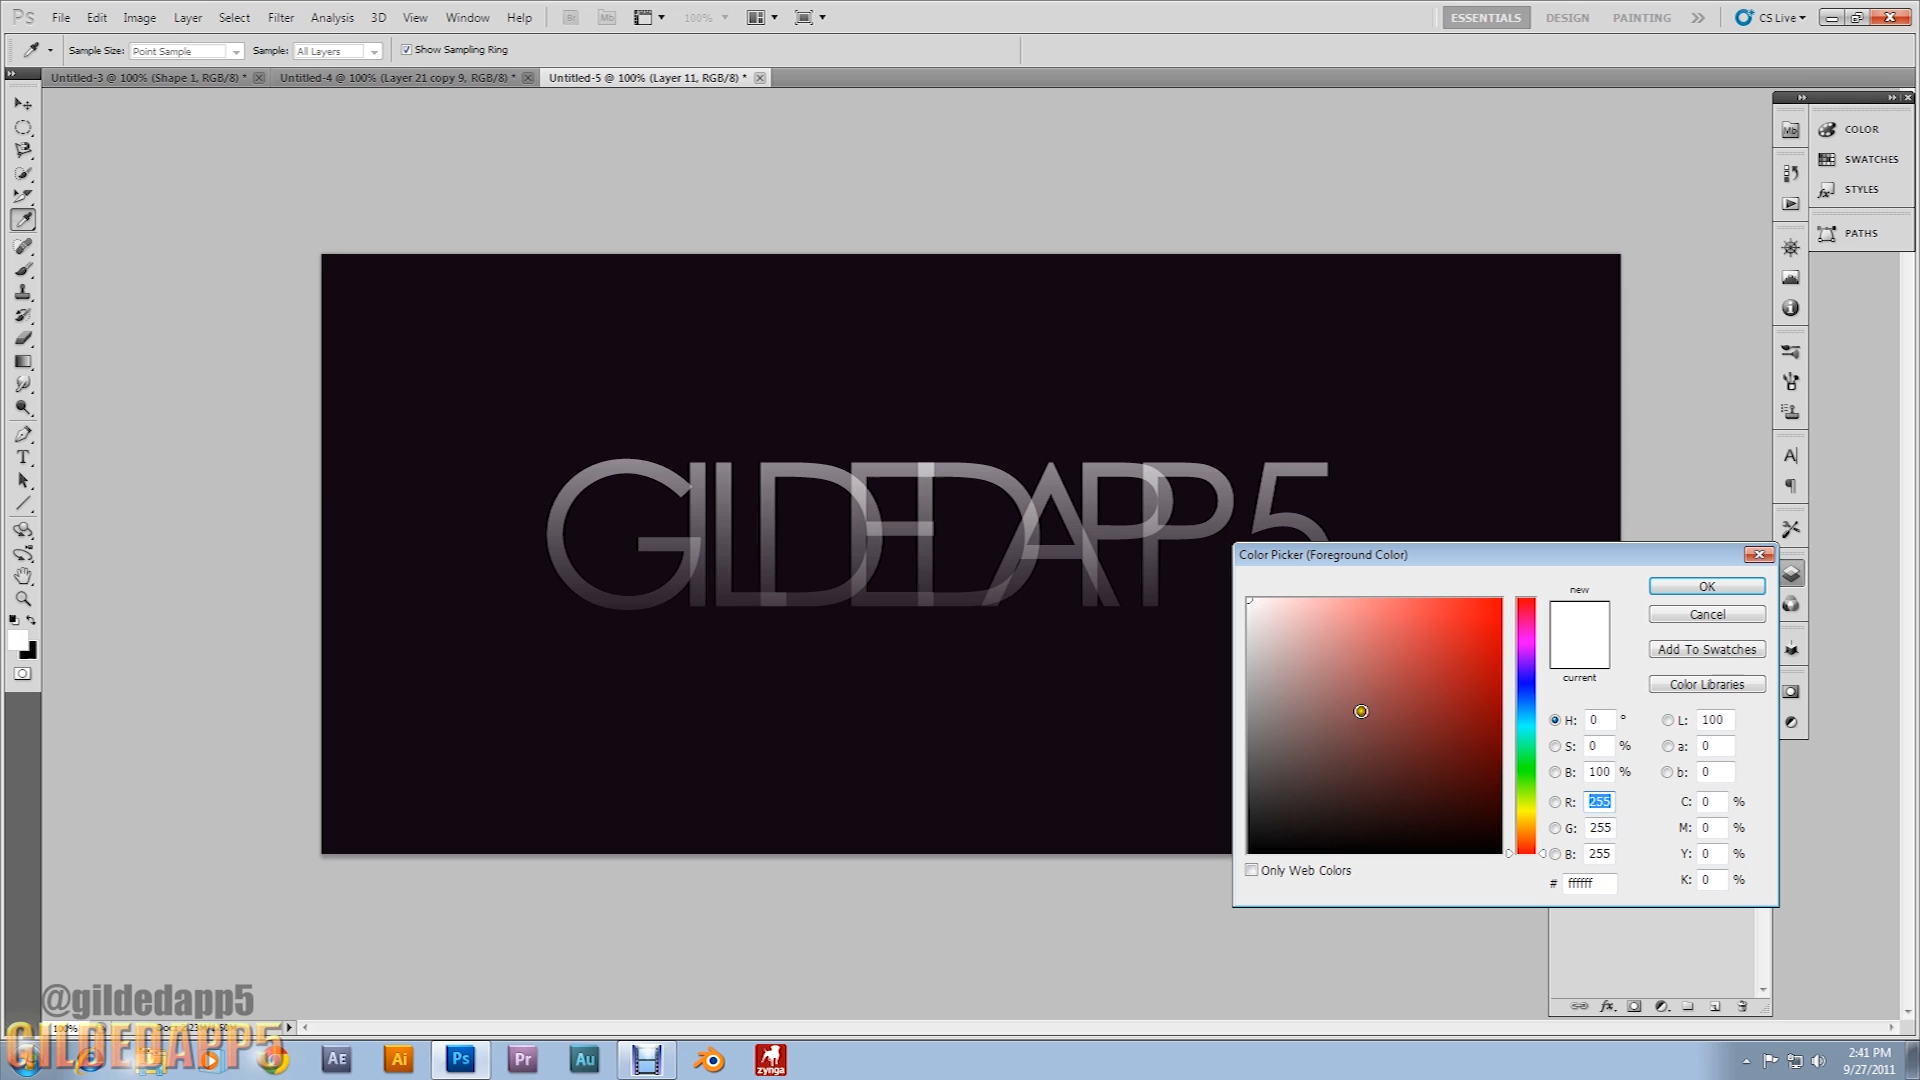 Ps File Edit Image Layer Select Filter Analysis 3D View Window Help Br Mb 100% ESSENTIALS DESIGN PAINTING CS Live
Sample Size: Point Sample Sample: All Layers Show Sampling Ring
Untitled-3 @ 100% (Shape 1, RGB/8) * Untitled-4 @ 100% (Layer 21 copy 9, RGB/8) * Untitled-5 @ 100% (Layer 11, RGB/8) *
Mb COLOR
SWATCHES
STYLES
PATHS
GILDEDAPP5
Color Picker (Foreground Color)
new
OK
Cancel
Add To Swatches
current
Color Libraries
H: 0 ° L: 100
S: 0 % a: 0
B: 100 % b: 0
R: 255 C: 0 %
G: 255 M: 0 %
B: 255 Y: 0 %
# ffffff K: 0 %
Only Web Colors
@gildedapp5
100%
GILDEDAPP5
AE Ai Ps Pr Au zynga
2:41 PM
9/27/2011